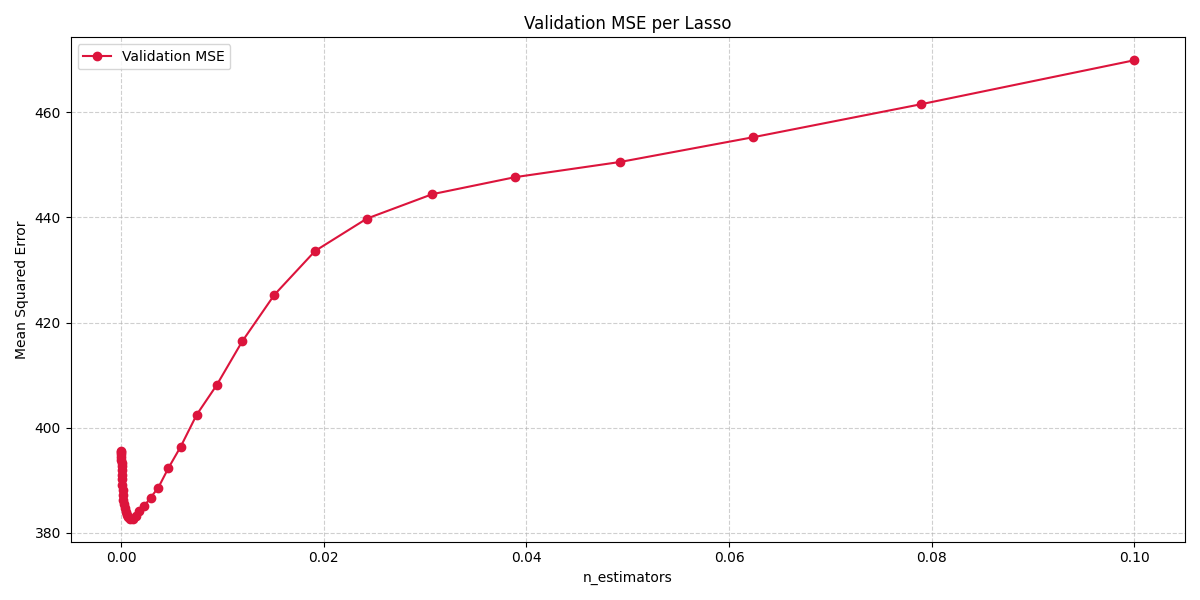 Validation MSE per Lasso
Validation MSE
Mean Squared Error
460
440
420
400
380
0.00 0.02 0.04 0.06 0.08 0.10
n_estimators